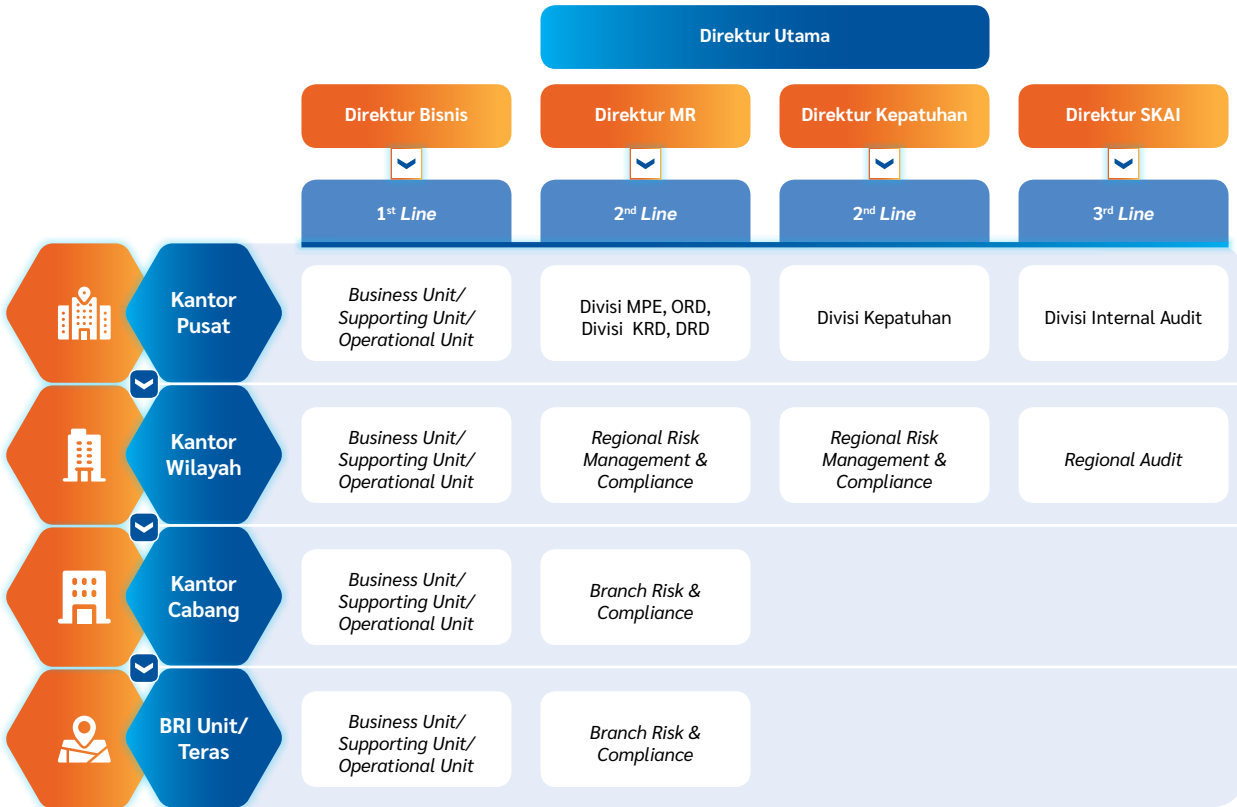 Direktur Utama
Direktur Bisnis
Direktur MR
Direktur Kepatuhan
Direktur SKAI
1st Line
2nd Line
2nd Line
3rd Line
Kantor
Pusat
Business Unit/
Supporting Unit/
Operational Unit
Divisi MPE, ORD,
Divisi KRD, DRD
Divisi Kepatuhan
Divisi Internal Audit
Kantor
Wilayah
Business Unit/
Supporting Unit/
Operational Unit
Regional Risk
Management &
Compliance
Regional Risk
Management &
Compliance
Regional Audit
Kantor
Cabang
Business Unit/
Supporting Unit/
Operational Unit
Branch Risk &
Compliance
BRI Unit/
Teras
Business Unit/
Supporting Unit/
Operational Unit
Branch Risk &
Compliance